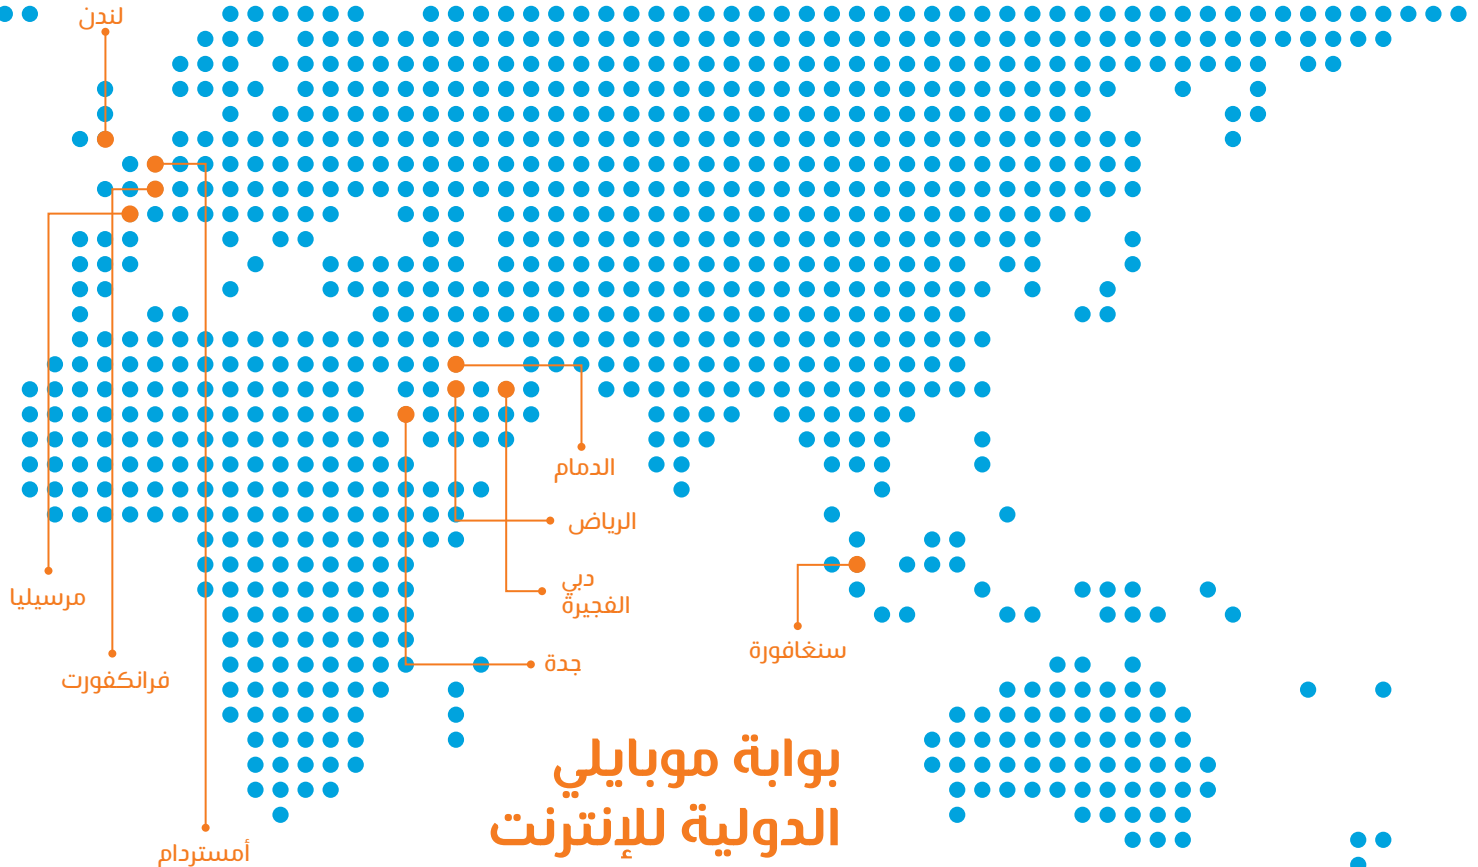 لندن
الدمام
الرياض
دبي
الفجيرة
مرسيليا
سنغافورة
جدة
فرانكفورت
بوابة موبايلي
الدولية للإنترنت
أمستردام